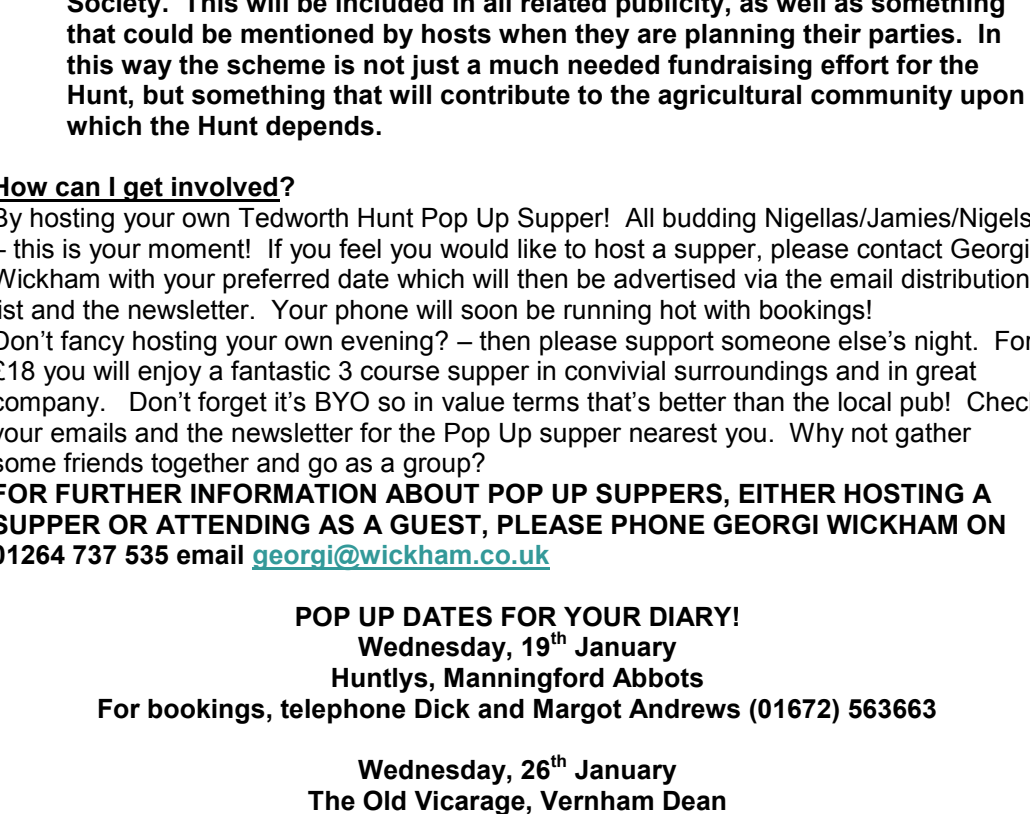 Society. This will be included in all related publicity, as well as something
that could be mentioned by hosts when they are planning their parties. In
this way the scheme is not just a much needed fundraising effort for the
Hunt, but something that will contribute to the agricultural community upon
which the Hunt depends.
How can I get involved?
By hosting your own Tedworth Hunt Pop Up Supper! All budding Nigellas/Jamies/Nigels
– this is your moment! If you feel you would like to host a supper, please contact Georgi
Wickham with your preferred date which will then be advertised via the email distribution
list and the newsletter. Your phone will soon be running hot with bookings!
Don't fancy hosting your own evening? – then please support someone else's night. For
£18 you will enjoy a fantastic 3 course supper in convivial surroundings and in great
company. Don't forget it's BYO so in value terms that's better than the local pub! Check
your emails and the newsletter for the Pop Up supper nearest you. Why not gather
some friends together and go as a group?
FOR FURTHER INFORMATION ABOUT POP UP SUPPERS, EITHER HOSTING A
SUPPER OR ATTENDING AS A GUEST, PLEASE PHONE GEORGI WICKHAM ON
01264 737 535 email georgi@wickham.co.uk
POP UP DATES FOR YOUR DIARY!
Wednesday, 19th January
Huntlys, Manningford Abbots
For bookings, telephone Dick and Margot Andrews (01672) 563663
Wednesday, 26th January
The Old Vicarage, Vernham Dean